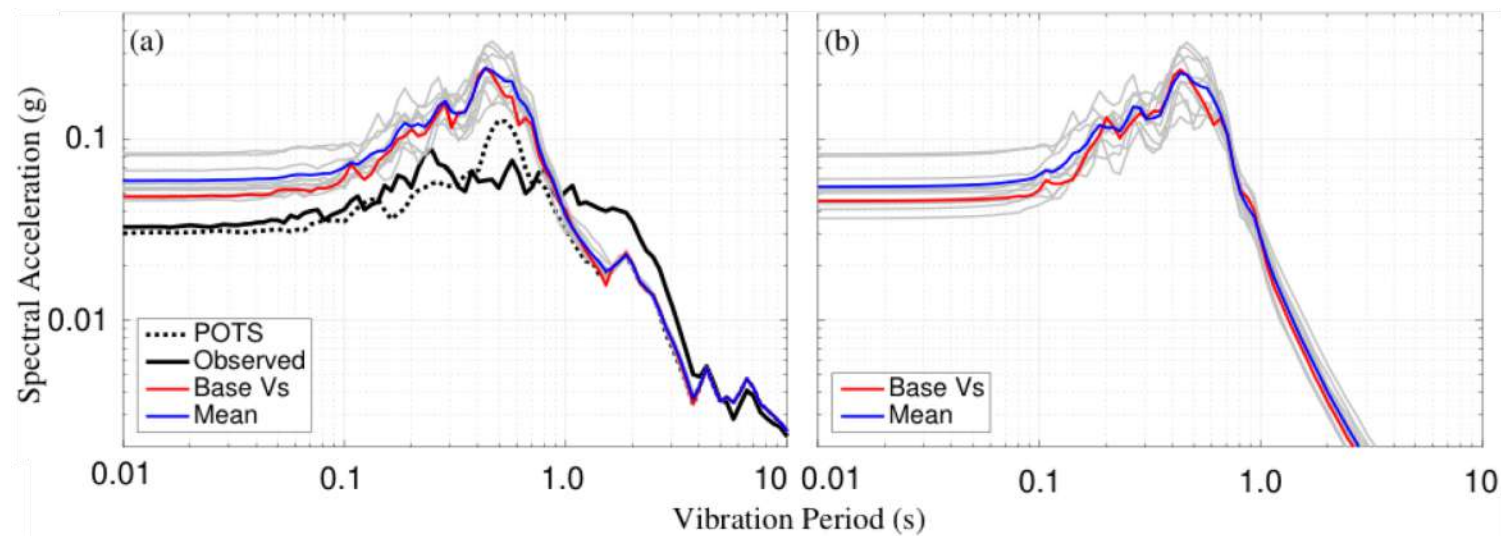 (a)
(b)
Spectral Acceleration (g)
0.1
0.01
POTS
Observed
Base Vs
Mean
Base Vs
Mean
0.01 0.1 1.0 10 0.01 0.1 1.0 10
Vibration Period (s)